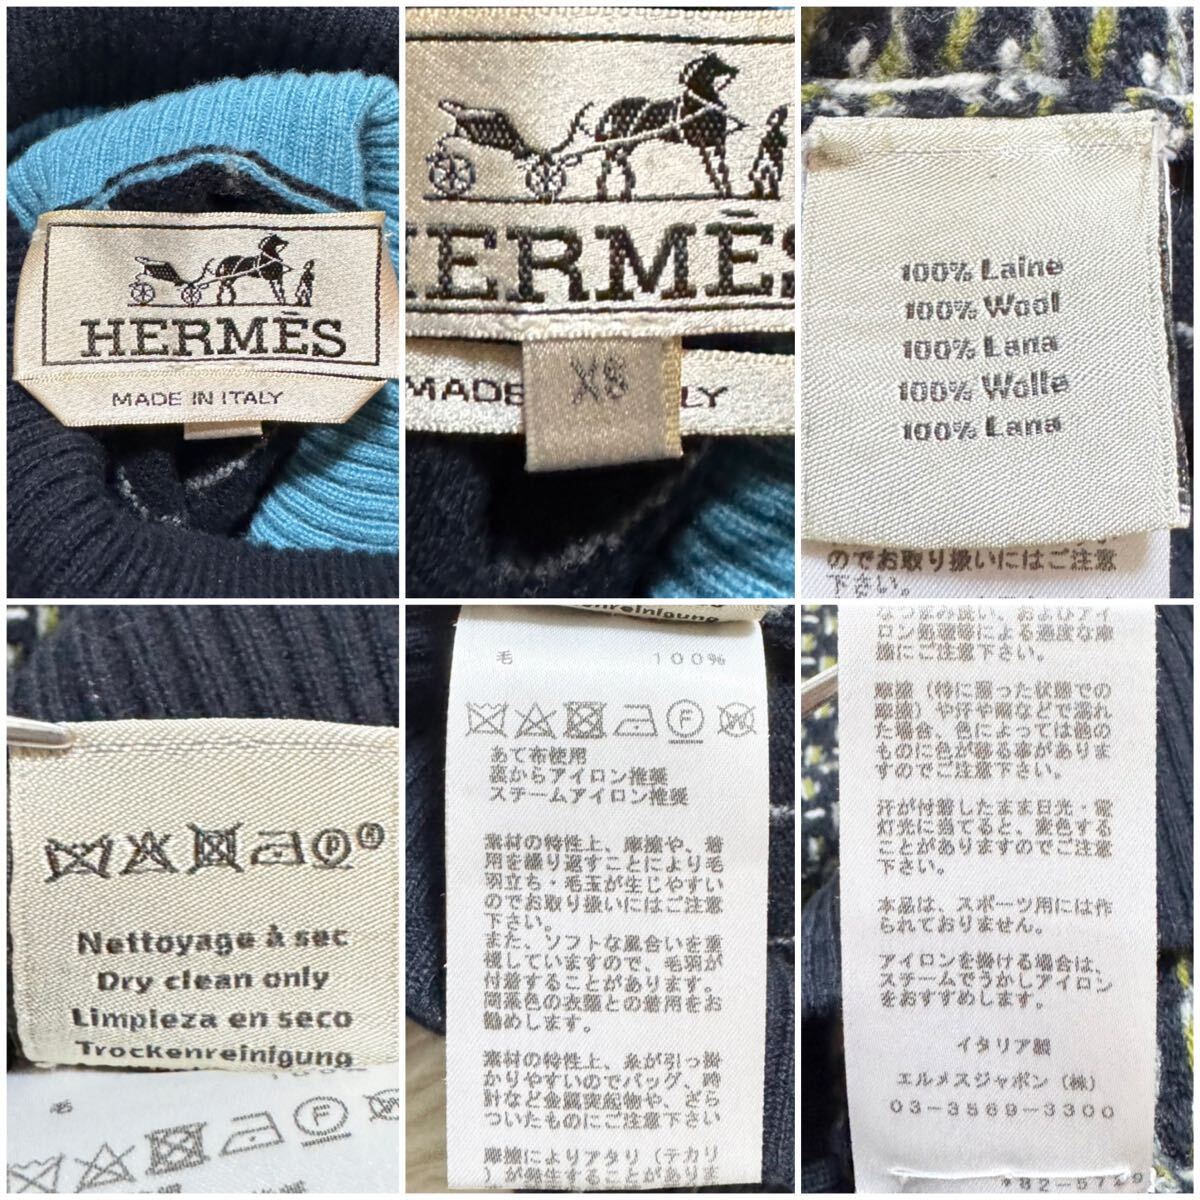 HERMÈS
MADE IN ITALY
HERMÈS
XS
100% Laine
100% Wool
100% Lana
100% Wolle
100% Lana
のでお取り扱いにはご注意
下さい。
Nettoyage à sec
Dry clean only
Limpieza en seco
Trockenreinigung
毛
毛 100%
F W
あて布使用
裏からアイロン推奨
スチームアイロン推奨
素材の特性上、摩擦や、着
用を繰り返すことにより毛
羽立ち・毛玉が生じやすい
のでお取り扱いにはご注意
下さい。
また、ソフトな風合いを重
視していますので、毛羽が
付着することがあります。
同系色の衣類との着用をお
勧めします。
素材の特性上、糸が引っ掛
かりやすいのでバッグ、時
計など金属突起物や、ざら
ついたものにご注意下さい
摩擦によりアタリ（テカリ
）が発生することがありま
ロン処理等による過度な摩
擦にご注意下さい。
摩擦（特に湿った状態での
摩擦）や汗や雨などで濡れ
た場合、色によっては他の
ものに色が移る事がありま
すのでご注意下さい。
汗が付着したまま日光・電
灯光に当てると、変色する
ことがありますのでご注意
下さい。
本品は、スポーツ用には作
られておりません。
アイロンを掛ける場合は、
スチームでうかしアイロン
をおすすめします。
イタリア製
エルメスジャポン（株）
03-3569-3300